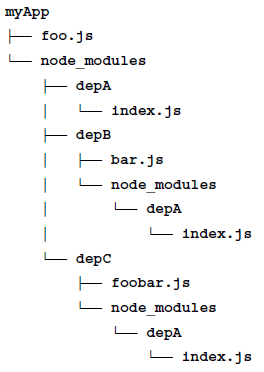 myApp
├── foo.js
└── node_modules
    ├── depA
    │   └── index.js
    ├── depB
    │   ├── bar.js
    │   └── node_modules
    │       └── depA
    │           └── index.js
    └── depC
        ├── foobar.js
        └── node_modules
            └── depA
                └── index.js